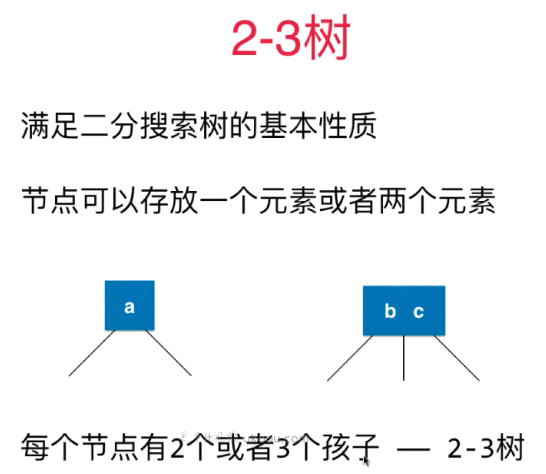 2-3树
满足二分搜索树的基本性质
节点可以存放一个元素或者两个元素
a
b c
每个节点有2个或者3个孩子 — 2-3树